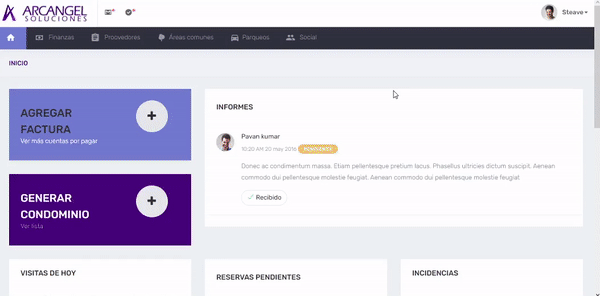 ARCANGEL
SOLUCIONES
Steave
Finanzas
Proovedores
Áreas comunes
Parqueos
Social
INICIO
AGREGAR
FACTURA
Ver más cuentas por pagar
GENERAR
CONDOMINIO
Ver lista
INFORMES
Pavan kumar
10:20 AM 20 may 2016
Donec ac condimentum massa. Etiam pellentesque pretium lacus. Phasellus ultricies dictum suscipit. Aenean
commodo dui pellentesque molestie feugiat. Aenean commodo dui pellentesque molestie feugiat
Recibido
VISITAS DE HOY
RESERVAS PENDIENTES
INCIDENCIAS